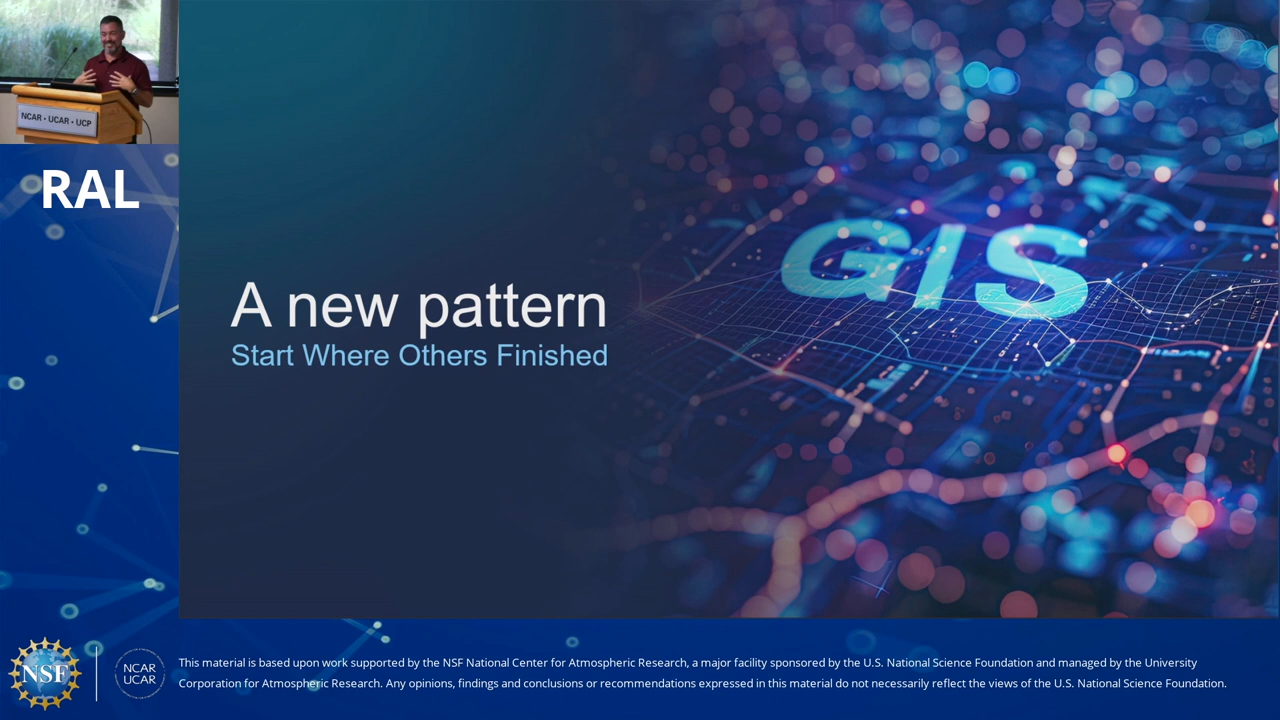 NCAR • UCAR • UCP
RAL
GIS
A new pattern
Start Where Others Finished
NSF
NCAR
UCAR
This material is based upon work supported by the NSF National Center for Atmospheric Research, a major facility sponsored by the U.S. National Science Foundation and managed by the University
Corporation for Atmospheric Research. Any opinions, findings and conclusions or recommendations expressed in this material do not necessarily reflect the views of the U.S. National Science Foundation.